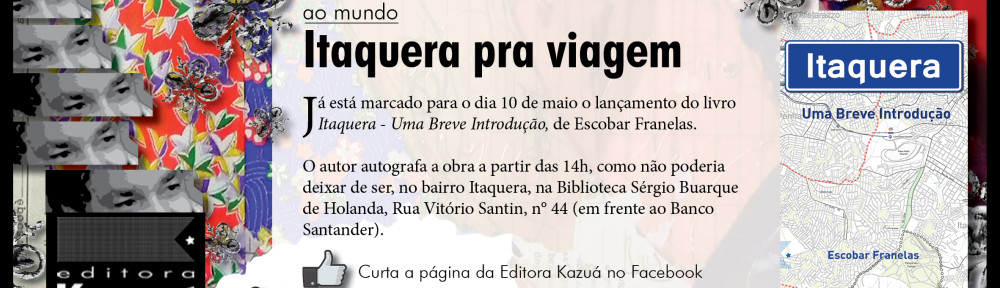 ao mundo
Itaquera pra viagem
Já está marcado para o dia 10 de maio o lançamento do livro
Itaquera - Uma Breve Introdução, de Escobar Franelas.
O autor autografa a obra a partir das 14h, como não poderia
deixar de ser, no bairro Itaquera, na Biblioteca Sérgio Buarque
de Holanda, Rua Vitório Santin, n° 44 (em frente ao Banco
Santander).
Curta a página da Editora Kazuá no Facebook
Itaquera
Uma Breve Introdução
Escobar Franelas
editora